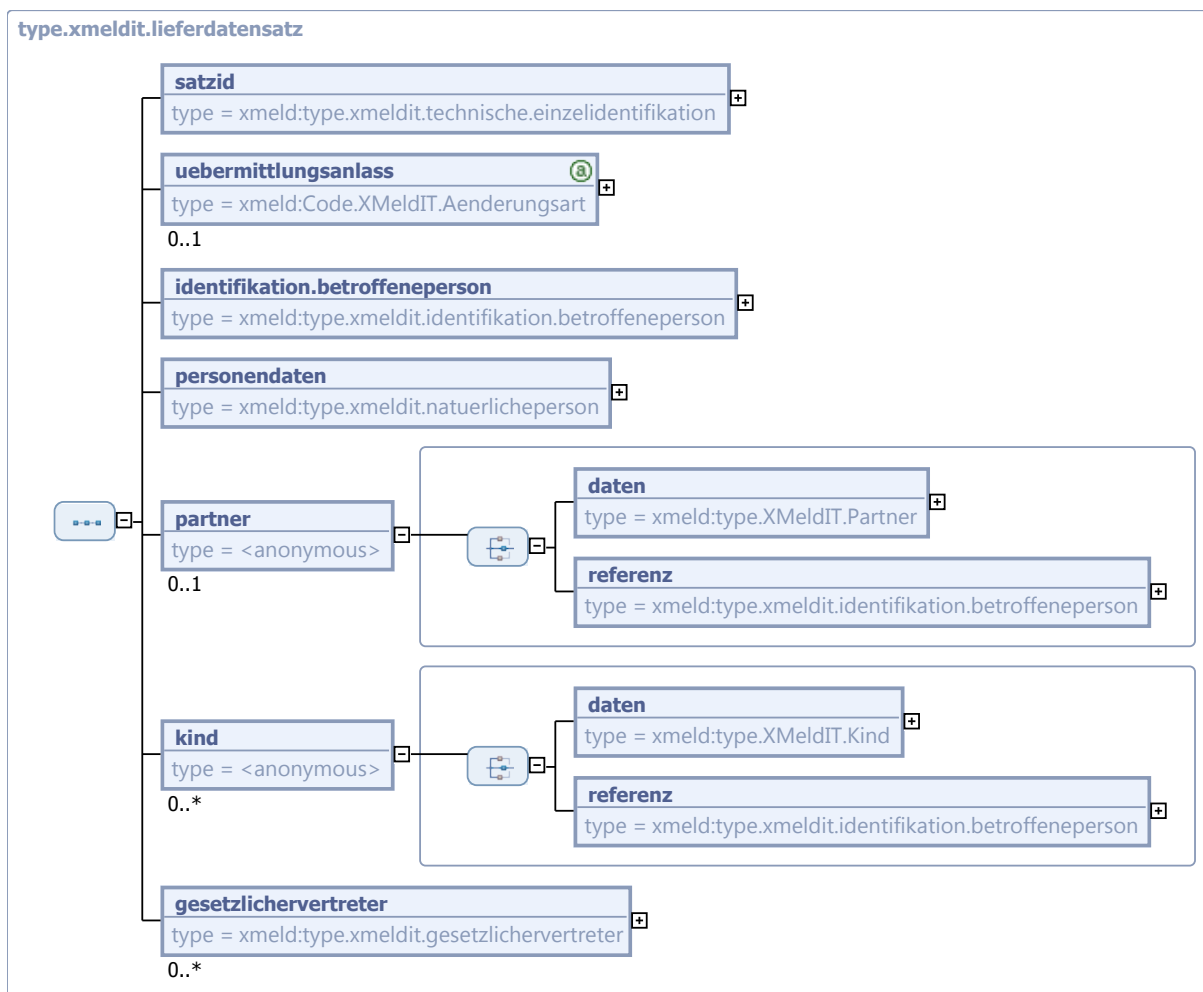 type.xmeldit.lieferdatensatz
satzid
type = xmeld:type.xmeldit.technische.einzelidentifikation
uebermittlungsanlass
a
type = xmeld:Code.XMeldIT.Aenderungsart
0..1
identifikation.betroffeneperson
type = xmeld:type.xmeldit.identifikation.betroffeneperson
personendaten
type = xmeld:type.xmeldit.natuerlicheperson
partner
type = <anonymous>
0..1
daten
type = xmeld:type.XMeldIT.Partner
referenz
type = xmeld:type.xmeldit.identifikation.betroffeneperson
kind
type = <anonymous>
0..*
daten
type = xmeld:type.XMeldIT.Kind
referenz
type = xmeld:type.xmeldit.identifikation.betroffeneperson
gesetzlichervertreter
type = xmeld:type.xmeldit.gesetzlichervertreter
0..*